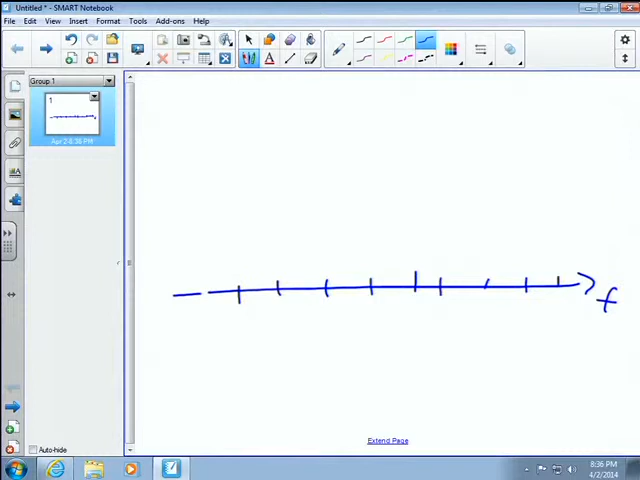 Untitled * - SMART Notebook
File Edit View Insert Format Tools Add-ons Help
Group 1
1
Apr 2-8:36 PM
f
Extend Page
Auto-hide
8:36 PM
4/2/2014